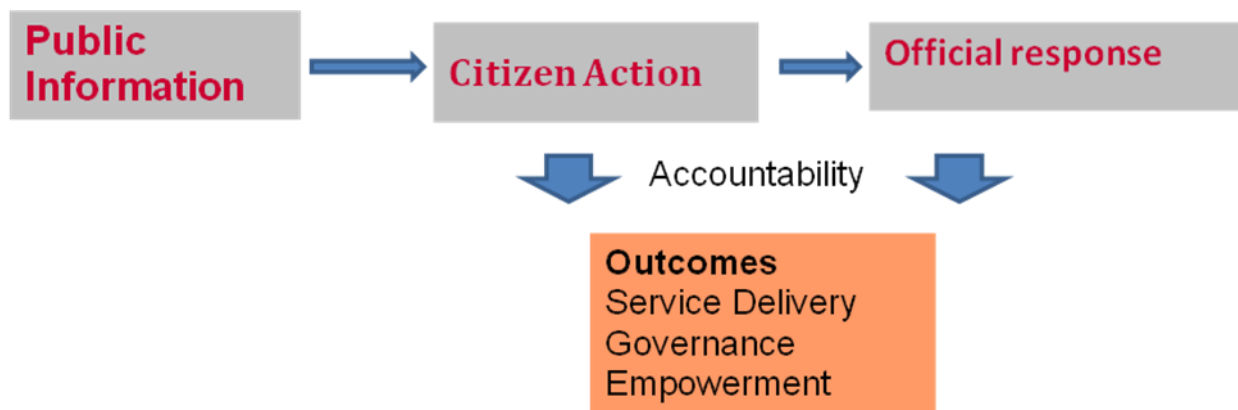 Public
Information
Citizen Action
Official response
Accountability
Outcomes
Service Delivery
Governance
Empowerment